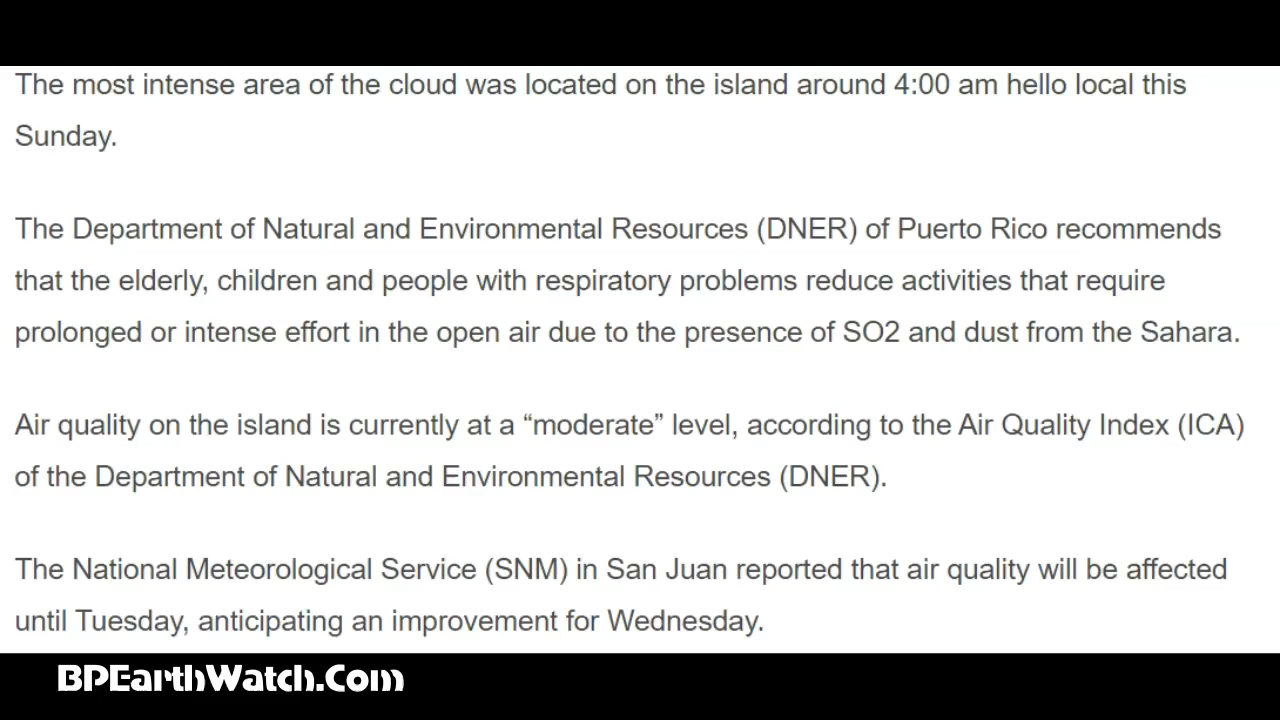 The most intense area of the cloud was located on the island around 4:00 am hello local this
Sunday.
The Department of Natural and Environmental Resources (DNER) of Puerto Rico recommends
that the elderly, children and people with respiratory problems reduce activities that require
prolonged or intense effort in the open air due to the presence of SO2 and dust from the Sahara.
Air quality on the island is currently at a “moderate” level, according to the Air Quality Index (ICA)
of the Department of Natural and Environmental Resources (DNER).
The National Meteorological Service (SNM) in San Juan reported that air quality will be affected
until Tuesday, anticipating an improvement for Wednesday.
BPEarthWatch.Com